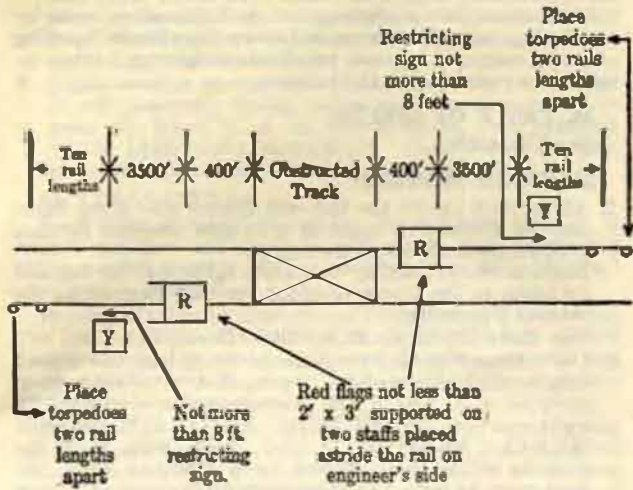 Place
torpedoes
two rails
lengths
apart
Restricting
sign not
more than
8 feet
Ten
rail
lengths
3500'
400'
Obstructed
Track
400'
3500'
Ten
rail
lengths
Y
R
R
Y
Place
torpedoes
two rail
lengths
apart
Not more
than 8 ft.
restricting
sign.
Red flags not less than
2' x 3' supported on
two staffs placed
astride the rail on
engineer's side